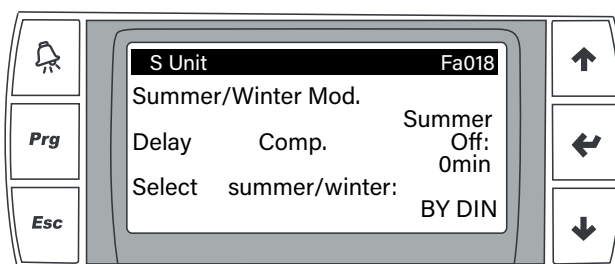 S Unit Fa018
Summer/Winter Mod.
Summer
Delay Comp. Off:
0min
Select summer/winter:
BY DIN
Prg
Esc